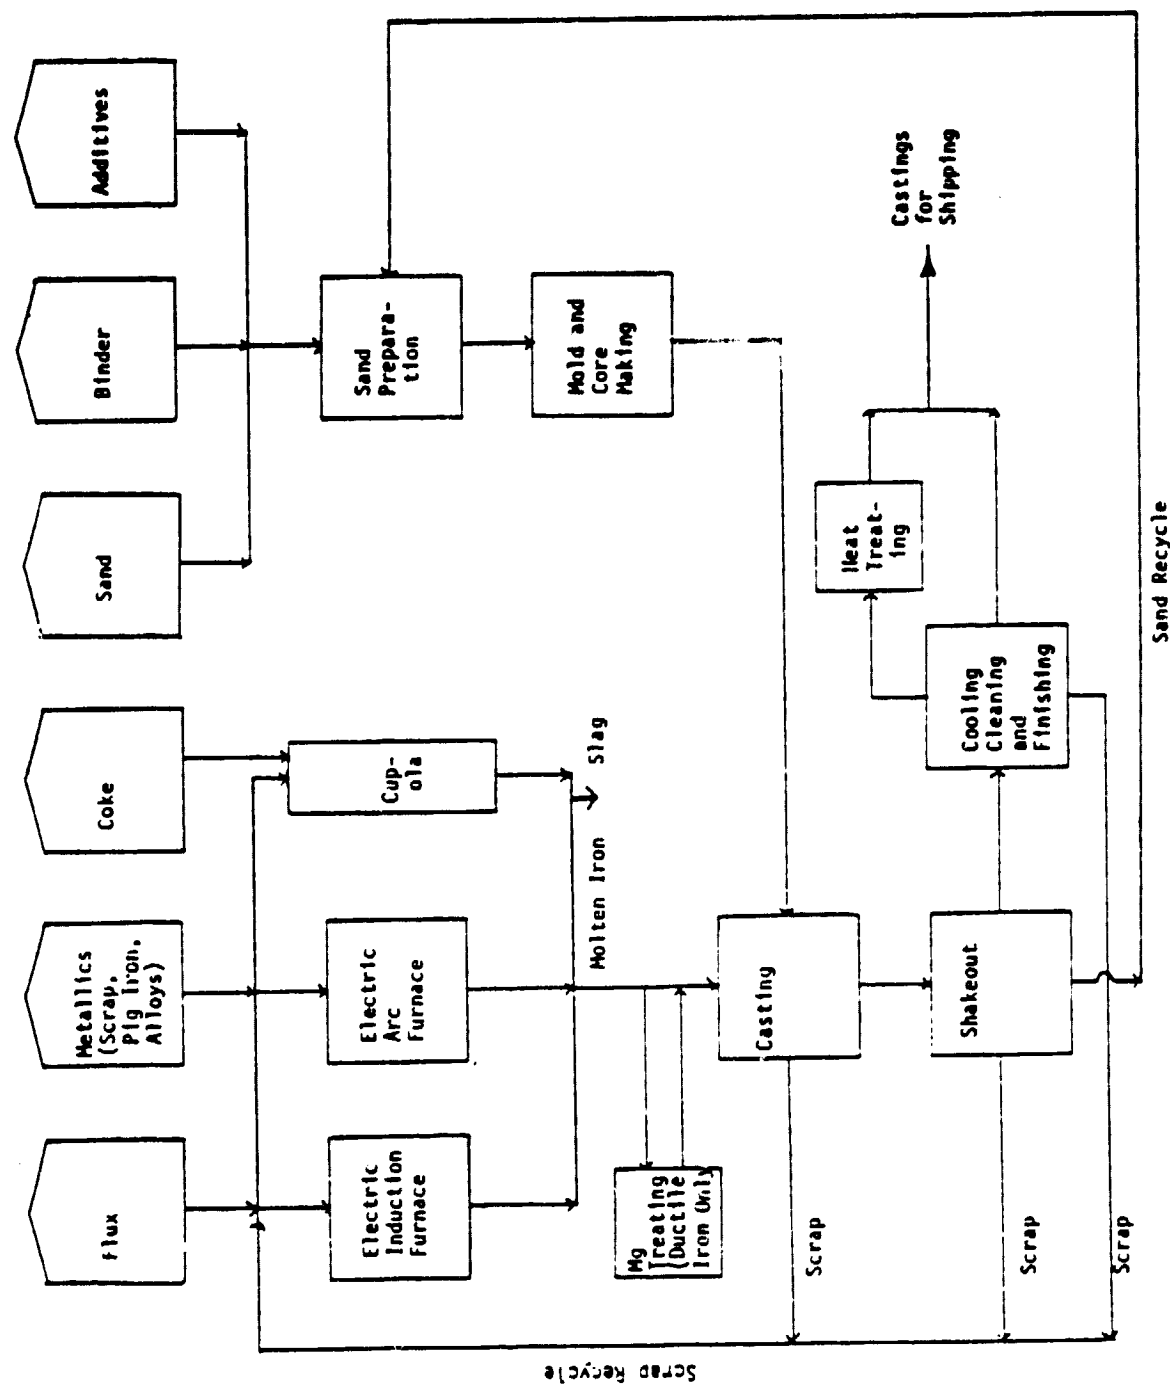 flux
Metallics
(Scrap,
Pig Iron,
Alloys)
Coke
Sand
Binder
Additives
Electric
Induction
Furnace
Electric
Arc
Furnace
Cup-
ola
Sand
Prepara-
tion
Mold and
Core
Making
Molten Iron
Slag
Mg
Treating
(Ductile
Iron Only
Scrap Recycle
Casting
Scrap
Heat
Treat-
ing
Castings
for
Shipping
Shakeout
Cooling
Cleaning
and
Finishing
Scrap
Scrap
Sand Recycle